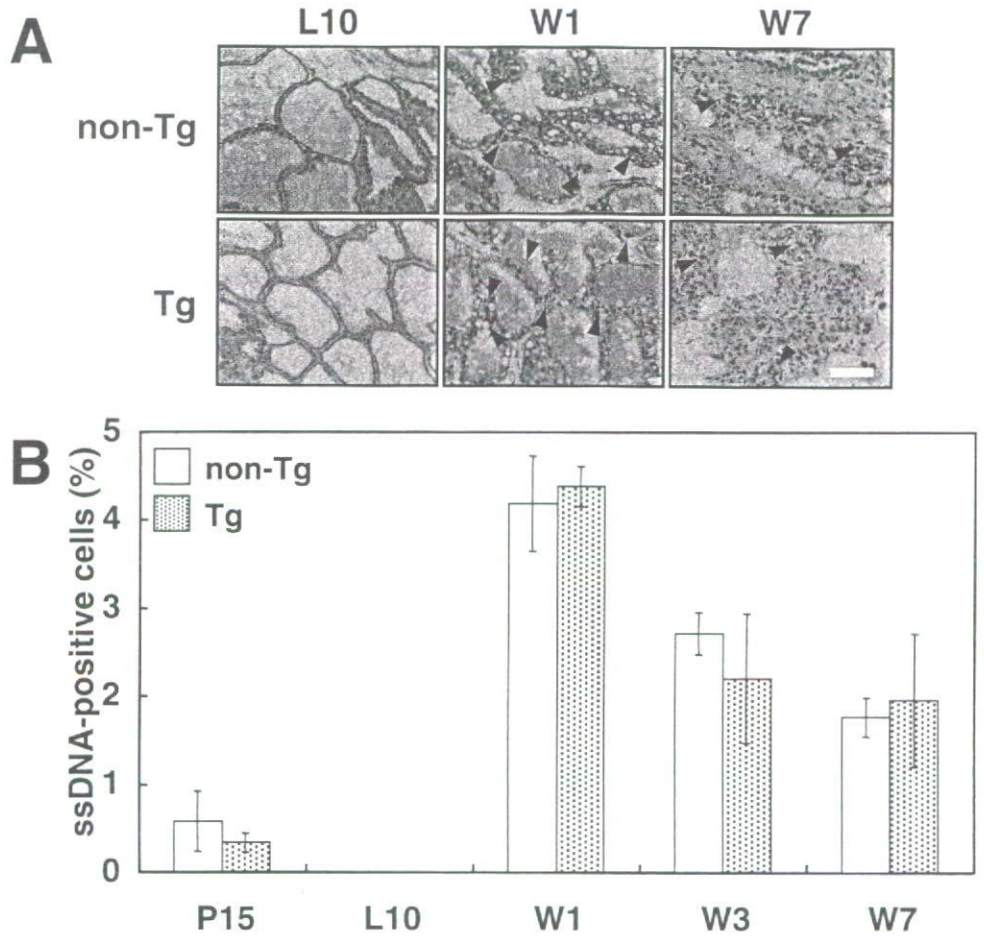 A
L10 W1 W7
non-Tg
Tg
B
ssDNA-positive cells (%)
5
4
3
2
1
0
non-Tg
Tg
P15 L10 W1 W3 W7